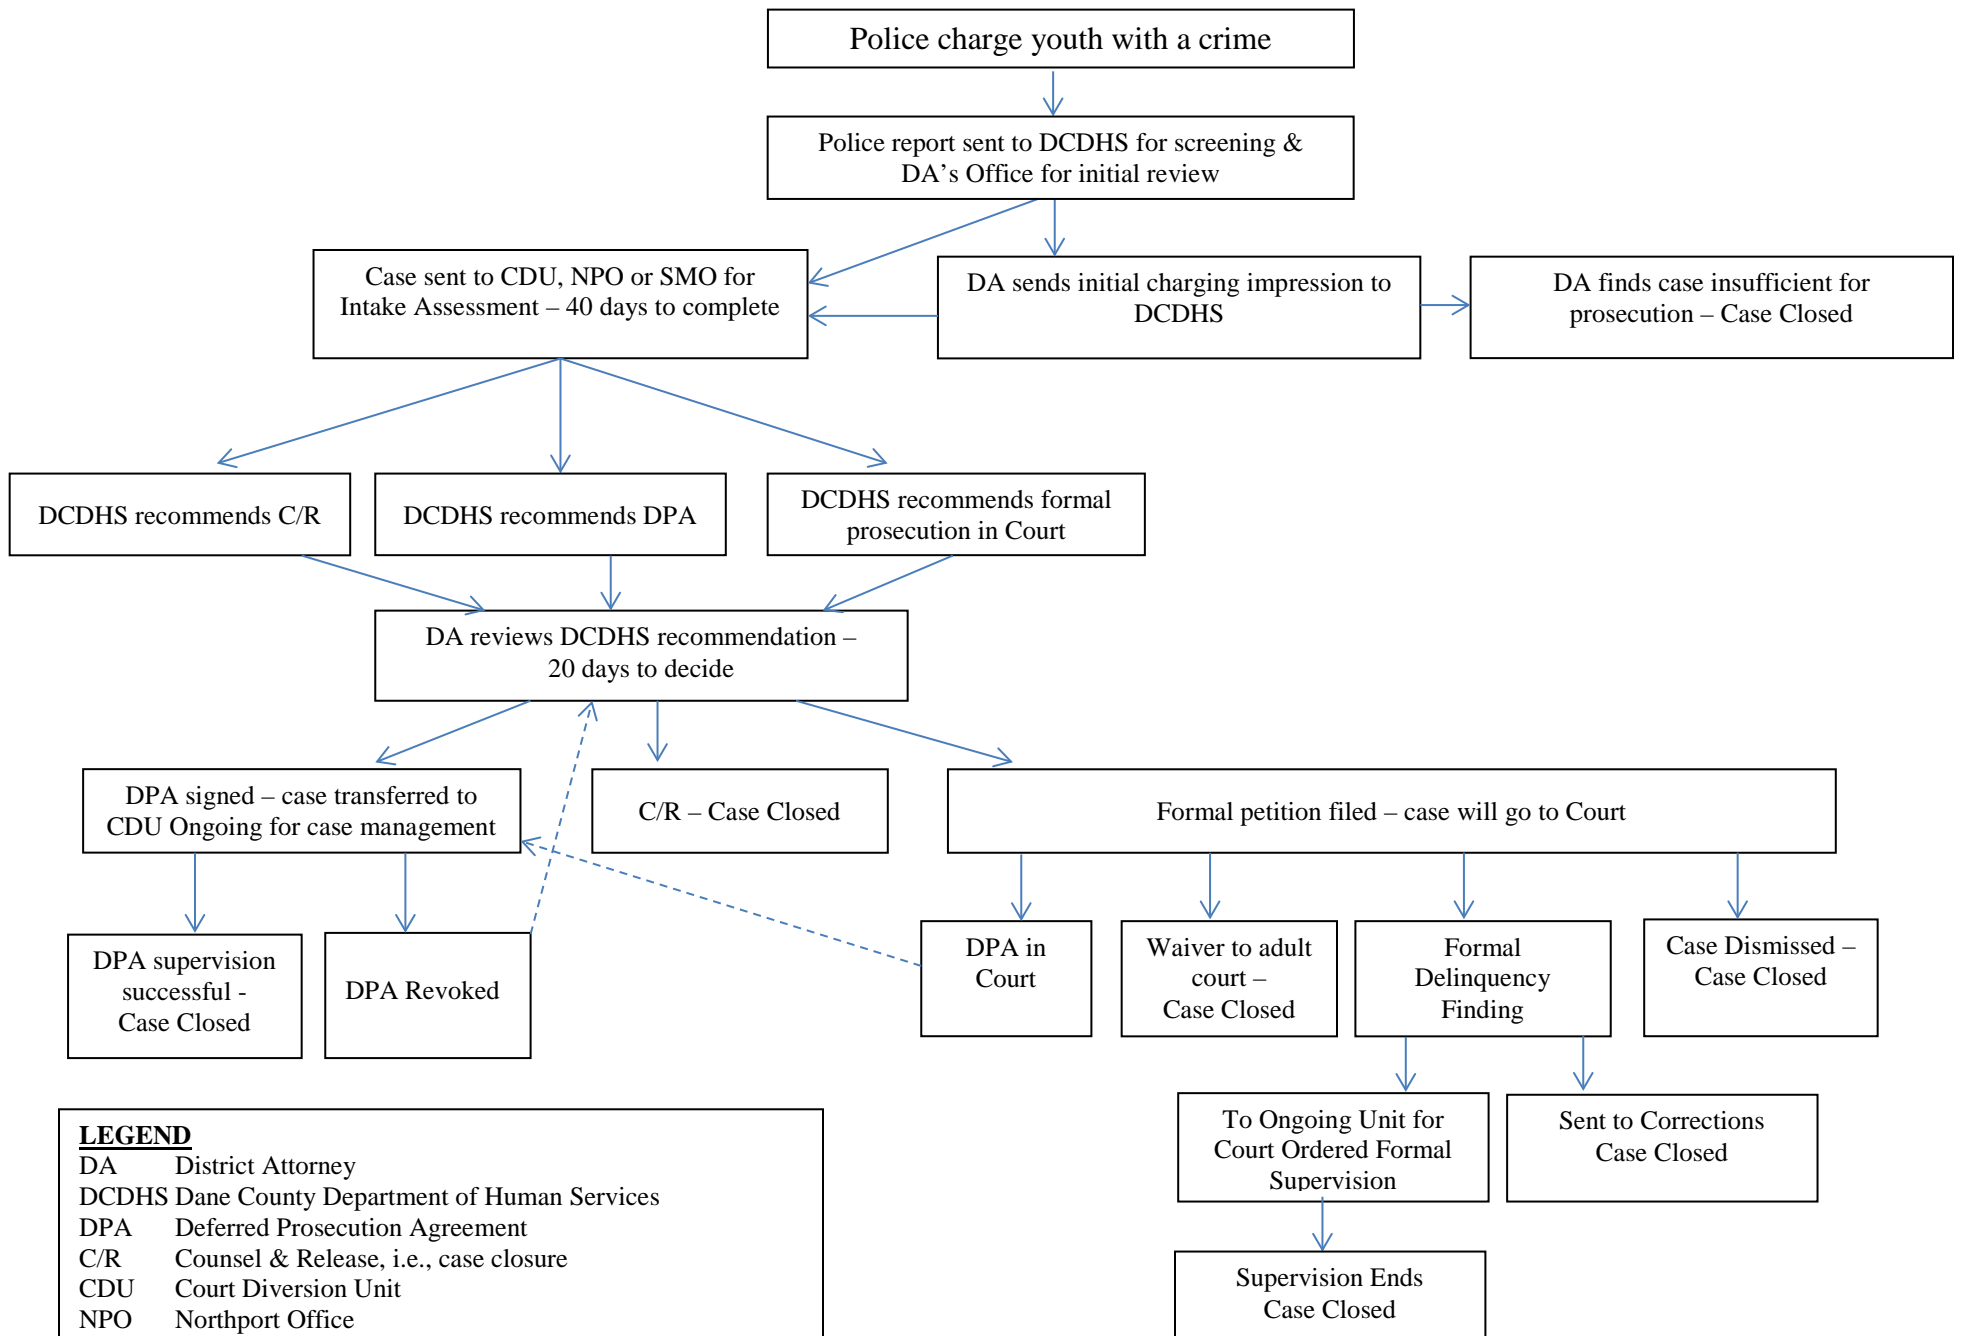 Police charge youth with a crime
Police report sent to DCDHS for screening &
DA’s Office for initial review
Case sent to CDU, NPO or SMO for
Intake Assessment – 40 days to complete
DA sends initial charging impression to
DCDHS
DA finds case insufficient for
prosecution – Case Closed
DCDHS recommends C/R
DCDHS recommends DPA
DCDHS recommends formal
prosecution in Court
DA reviews DCDHS recommendation –
20 days to decide
DPA signed – case transferred to
CDU Ongoing for case management
C/R – Case Closed
Formal petition filed – case will go to Court
DPA supervision
successful -
Case Closed
DPA Revoked
DPA in
Court
Waiver to adult
court –
Case Closed
Formal
Delinquency
Finding
Case Dismissed –
Case Closed
To Ongoing Unit for
Court Ordered Formal
Supervision
Sent to Corrections
Case Closed
Supervision Ends
Case Closed
LEGEND
DA District Attorney
DCDHS Dane County Department of Human Services
DPA Deferred Prosecution Agreement
C/R Counsel & Release, i.e., case closure
CDU Court Diversion Unit
NPO Northport Office